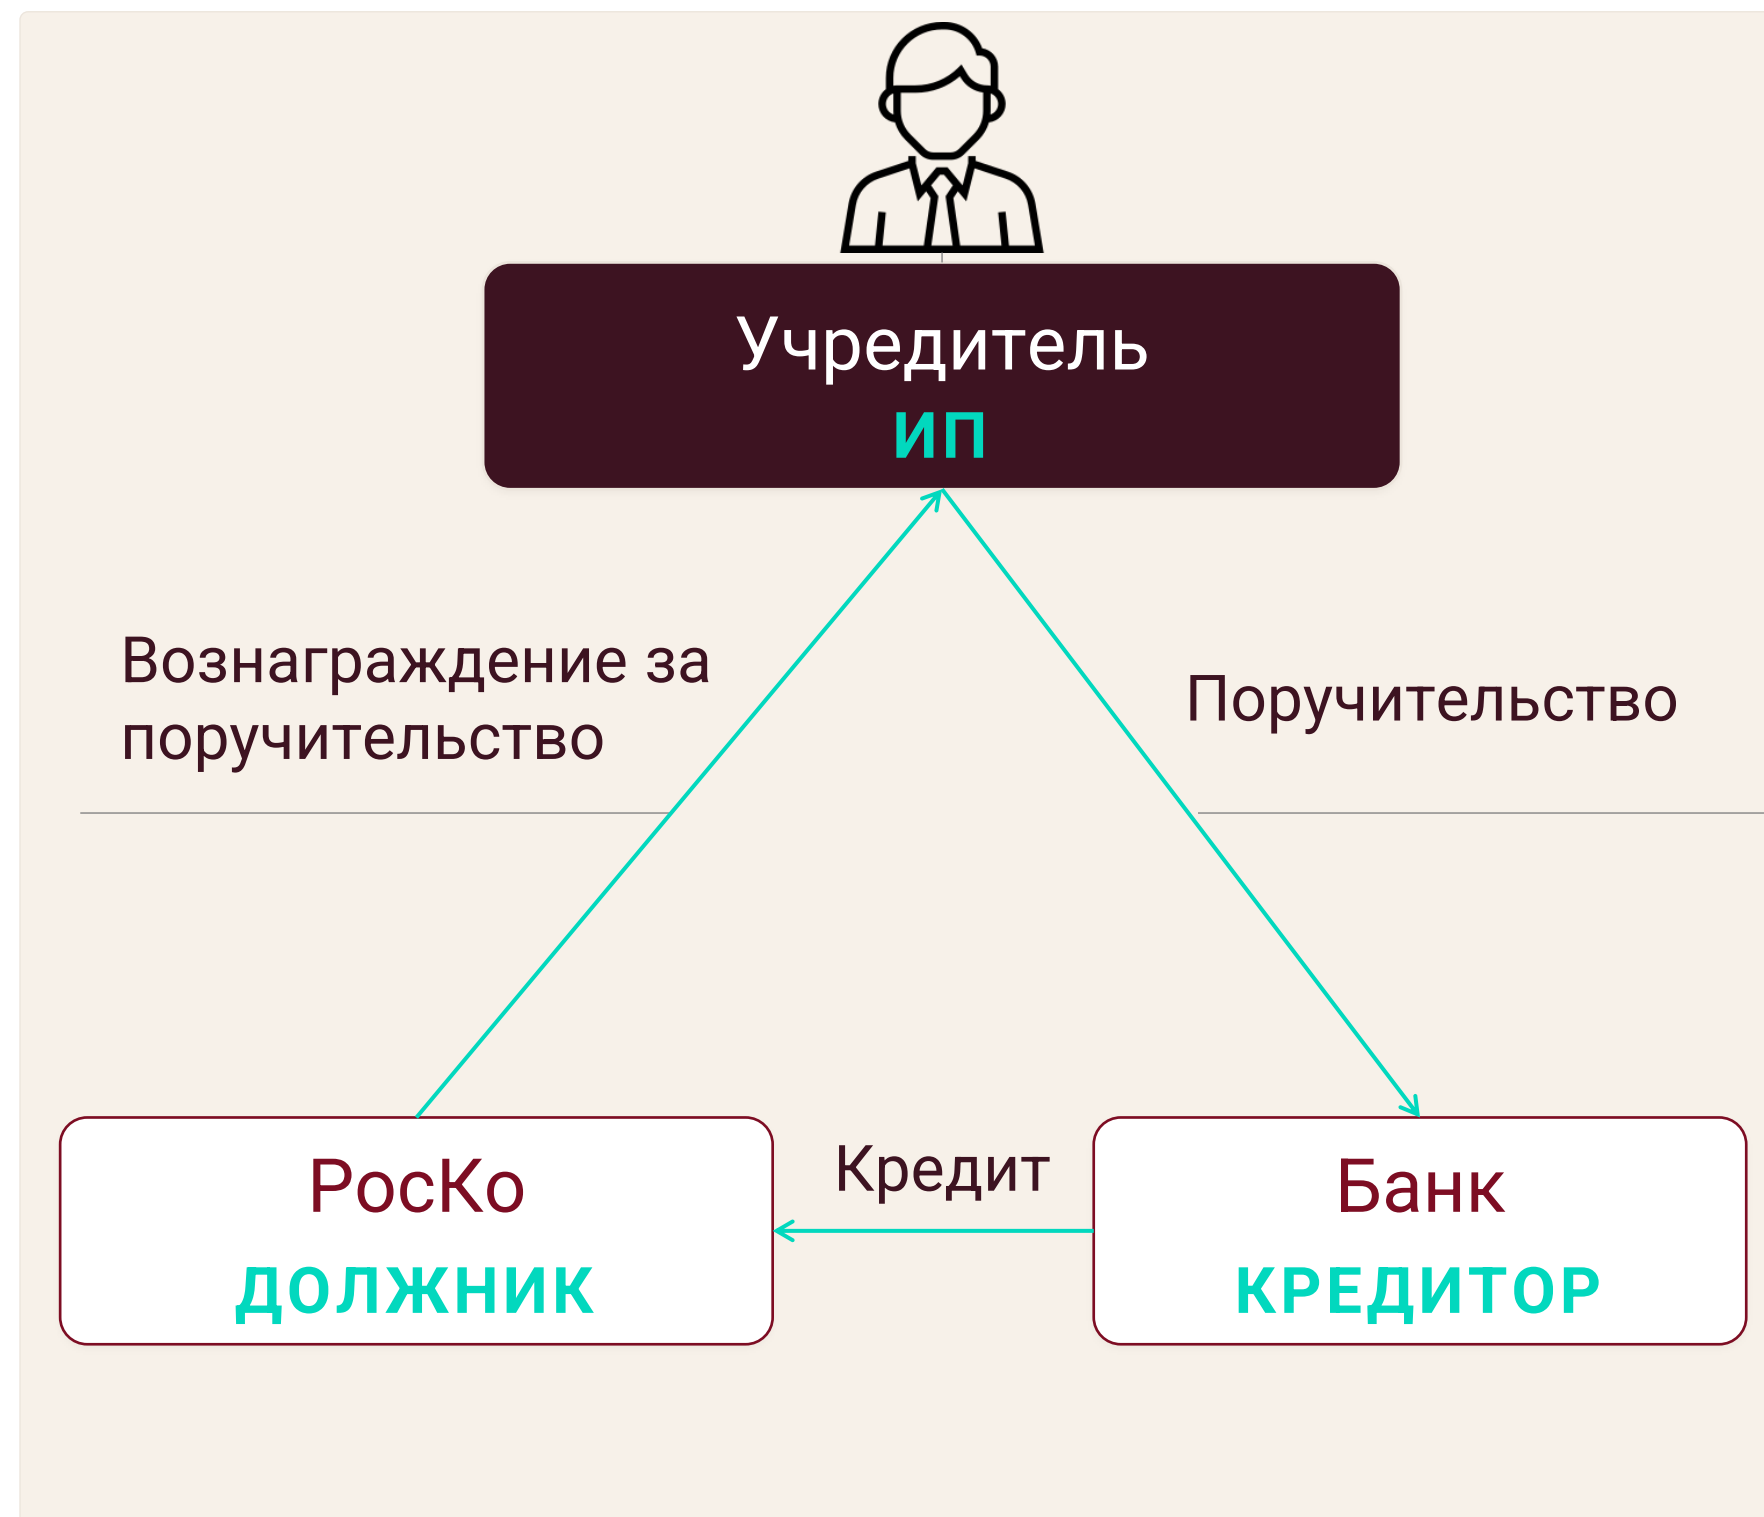 Учредитель
ИП
Вознаграждение за
поручительство
Поручительство
Кредит
РосКо
ДОЛЖНИК
Банк
КРЕДИТОР